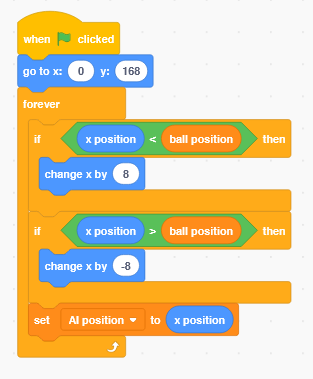 when clicked
go to x: 0 y: 168
forever
if x position < ball position then
change x by 8
if x position > ball position then
change x by -8
set AI position to x position